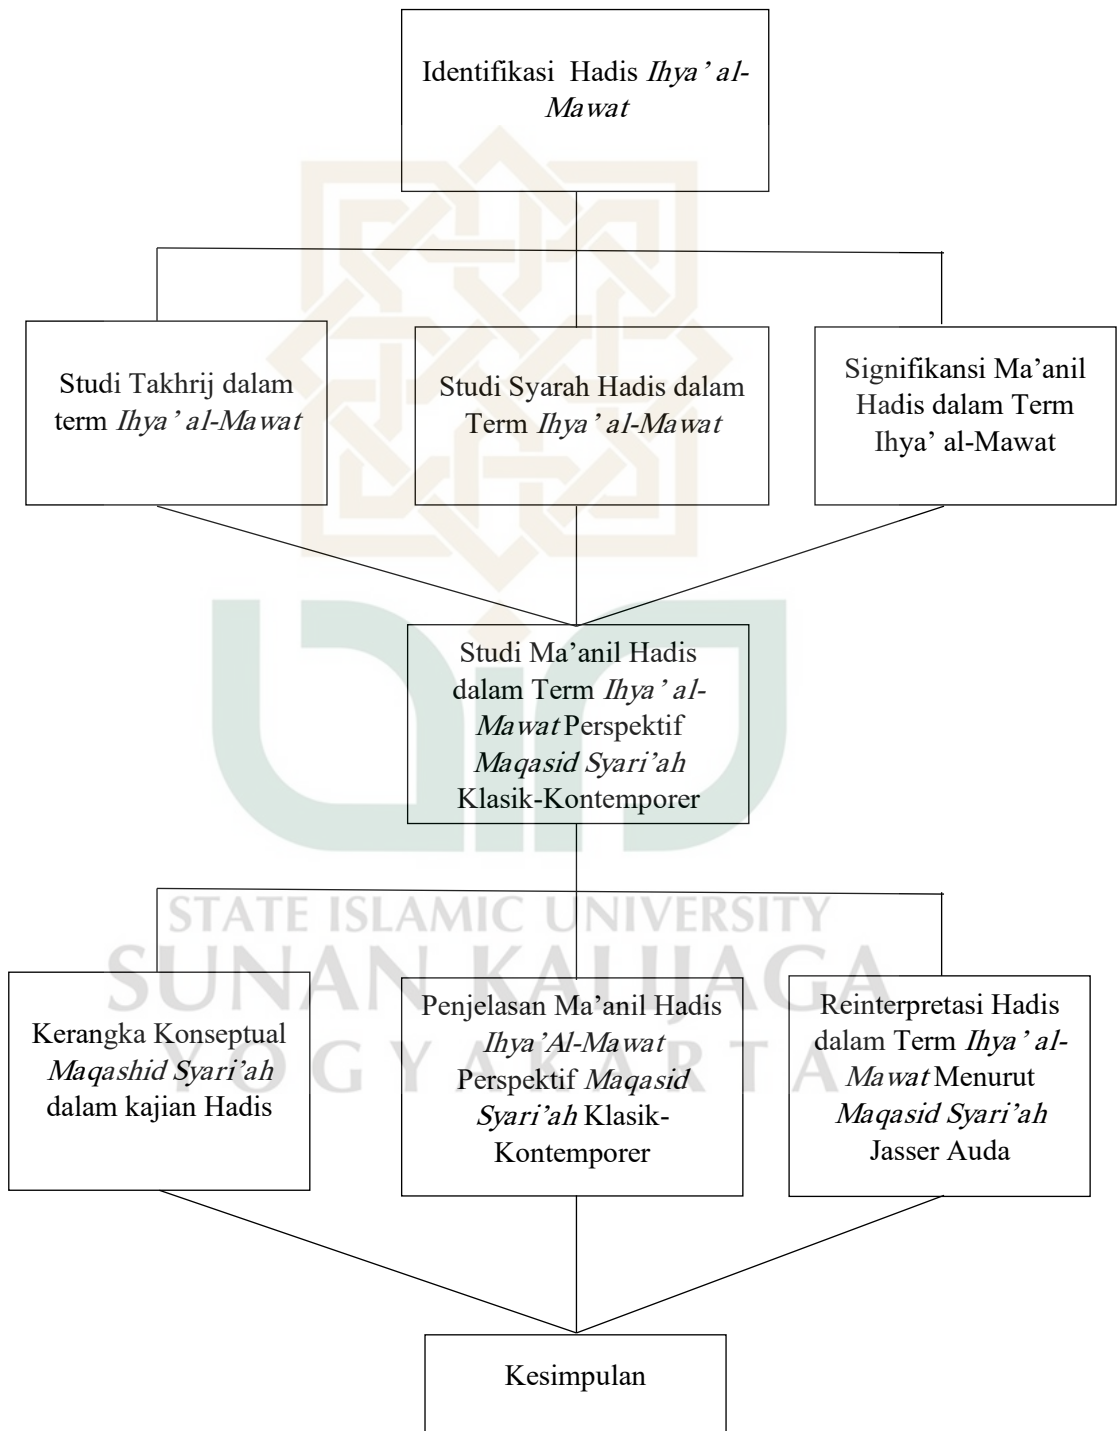 Identifikasi Hadis Ihya’ al-
Mawat
Studi Takhrij dalam
term Ihya’ al-Mawat
Studi Syarah Hadis dalam
Term Ihya’ al-Mawat
Signifikansi Ma’anil
Hadis dalam Term
Ihya’ al-Mawat
Studi Ma’anil Hadis
dalam Term Ihya’ al-
Mawat Perspektif
Maqasid Syari’ah
Klasik-Kontemporer
STATE ISLAMIC UNIVERSITY
SUNAN KALIJAGA
YOGYAKARTA
Kerangka Konseptual
Maqashid Syari’ah
dalam kajian Hadis
Penjelasan Ma’anil Hadis
Ihya’Al-Mawat
Perspektif Maqasid
Syari’ah Klasik-
Kontemporer
Reinterpretasi Hadis
dalam Term Ihya’ al-
Mawat Menurut
Maqasid Syari’ah
Jasser Auda
Kesimpulan